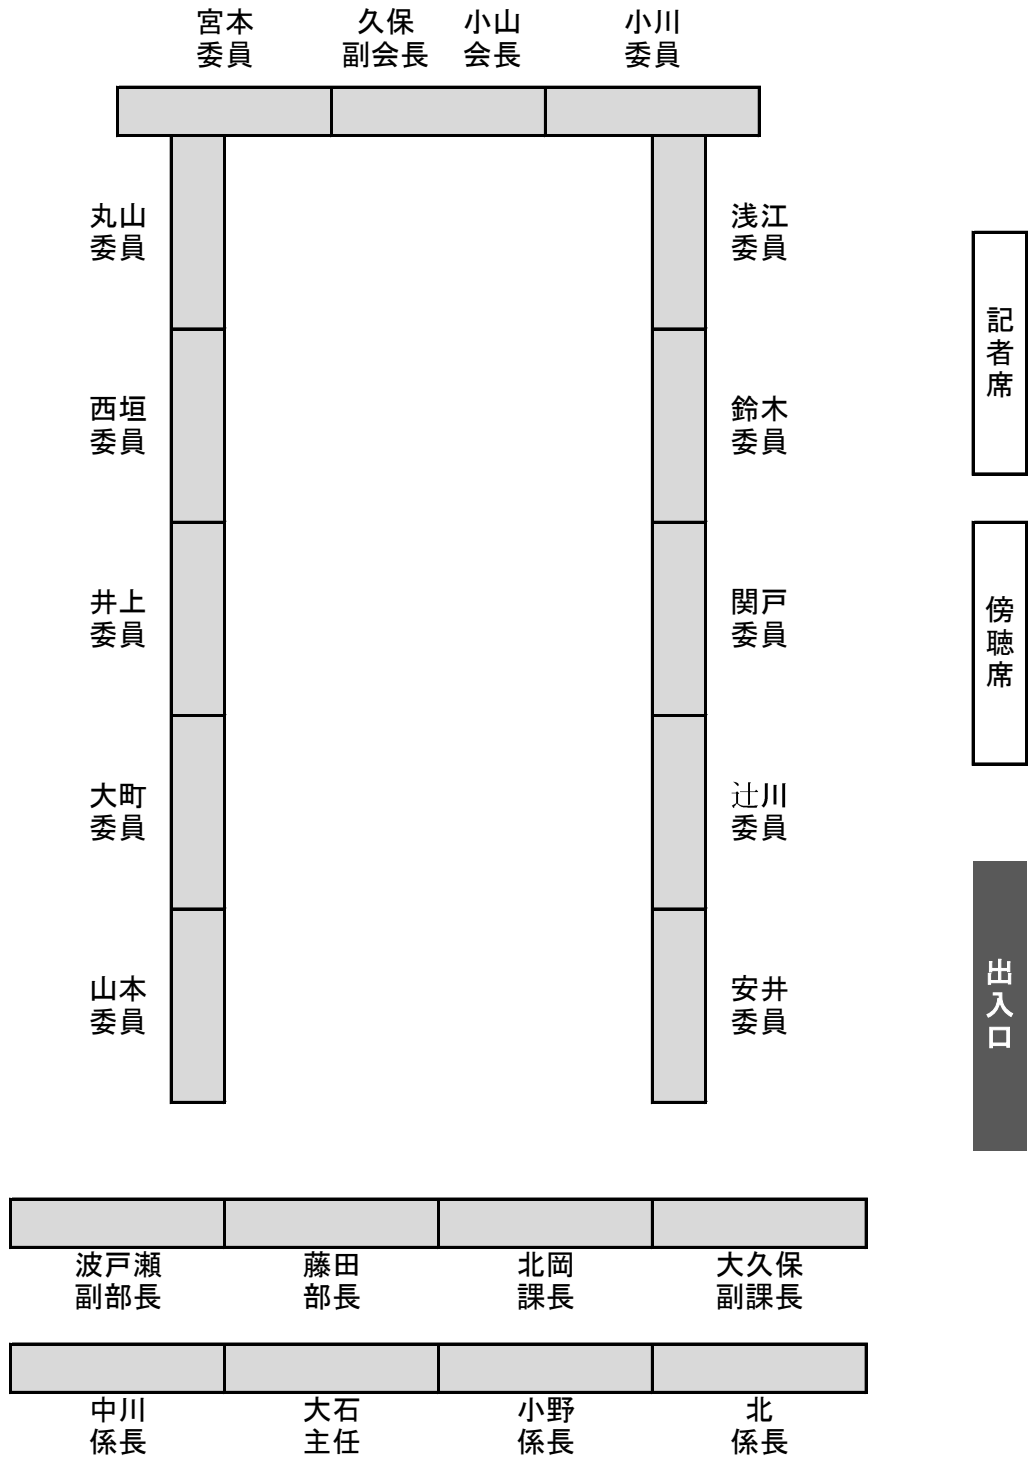 宮本
委員
久保
副会長
小山
会長
小川
委員
丸山
委員
浅江
委員
西垣
委員
鈴木
委員
井上
委員
関戸
委員
大町
委員
辻川
委員
山本
委員
安井
委員
記者席
傍聴席
出入口
波戸瀬
副部長
藤田
部長
北岡
課長
大久保
副課長
中川
係長
大石
主任
小野
係長
北
係長